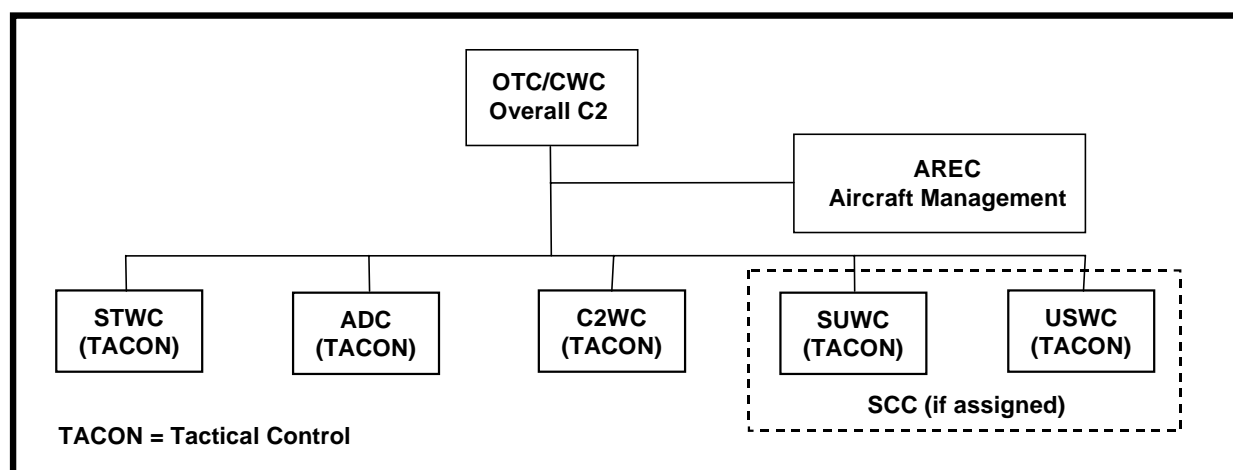 OTC/CWC
Overall C2
AREC
Aircraft Management
STWC
(TACON)
ADC
(TACON)
C2WC
(TACON)
SUWC
(TACON)
USWC
(TACON)
SCC (if assigned)
TACON = Tactical Control